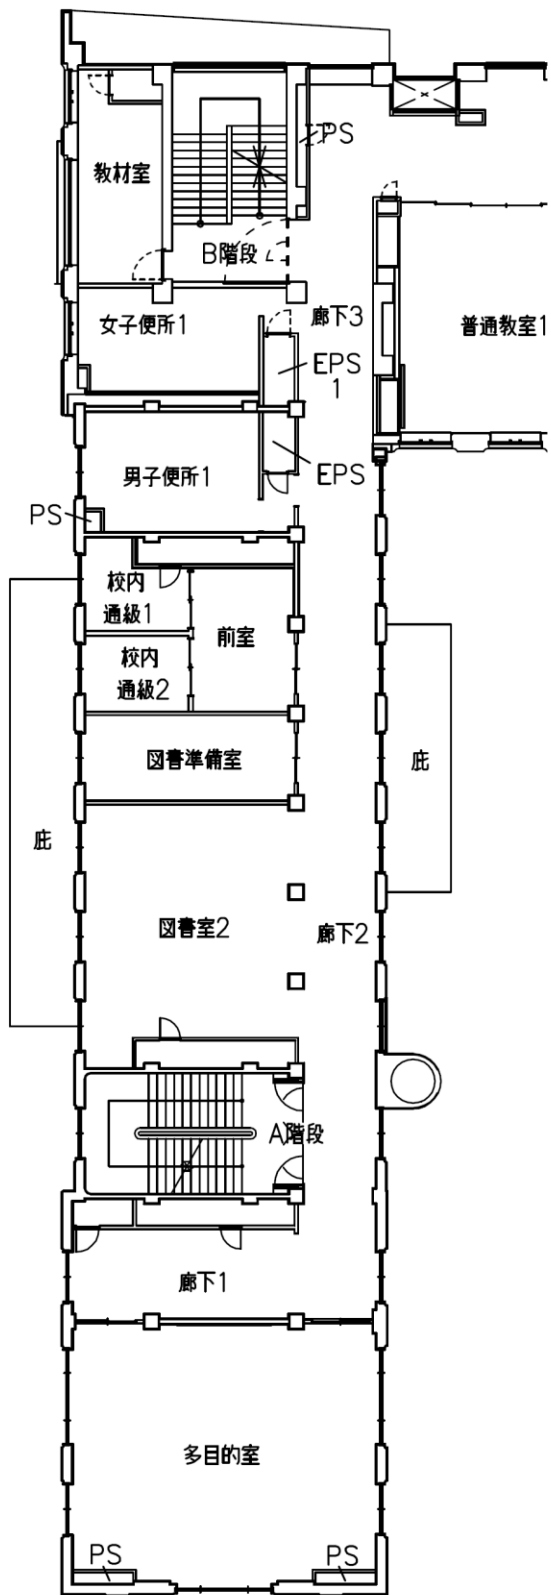 PS
教材室
B階段
女子便所1
廊下3
普通教室1
EPS
1
男子便所1
EPS
PS
校内
通級1
前室
校内
通級2
図書準備室
庇
庇
図書室2
廊下2
A階段
廊下1
多目的室
PS
PS